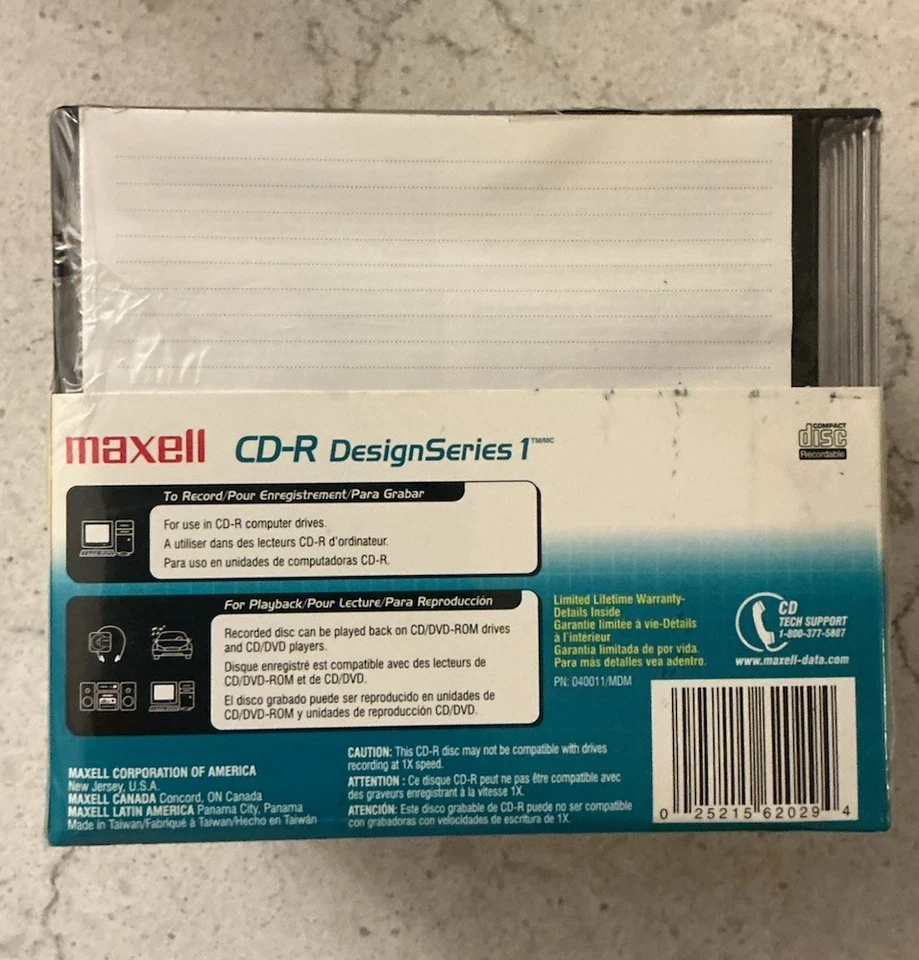 maxell CD-R DesignSeries 1™/MC
COMPACT
disc
Recordable
To Record/Pour Enregistrement/Para Grabar
For use in CD-R computer drives.
A utiliser dans des lecteurs CD-R d'ordinateur.
Para uso en unidades de computadoras CD-R.
For Playback/Pour Lecture/Para Reproducción
Recorded disc can be played back on CD/DVD-ROM drives
and CD/DVD players.
Disque enregistré est compatible avec des lecteurs de
CD/DVD-ROM et de CD/DVD.
El disco grabado puede ser reproducido en unidades de
CD/DVD-ROM y unidades de reproducción CD/DVD.
Limited Lifetime Warranty-
Details Inside
Garantie limitée à vie-Détails
à l'intérieur
Garantia limitada de por vida.
Para más detalles vea adentro.
PN: 040011/MDM
CD
TECH SUPPORT
1-800-377-5887
www.maxell-data.com
MAXELL CORPORATION OF AMERICA
New Jersey, U.S.A.
MAXELL CANADA Concord, ON Canada
MAXELL LATIN AMERICA Panama City, Panama
Made in Taiwan/Fabriqué à Taiwan/Hecho en Taiwán
CAUTION: This CD-R disc may not be compatible with drives
recording at 1X speed.
ATTENTION : Ce disque CD-R peut ne pas être compatible avec
des graveurs enregistrant à la vitesse 1X.
ATENCIÓN: Este disco grabable de CD-R puede no ser compatible
con grabadoras con velocidades de escritura de 1X.
0 25215 62029 4